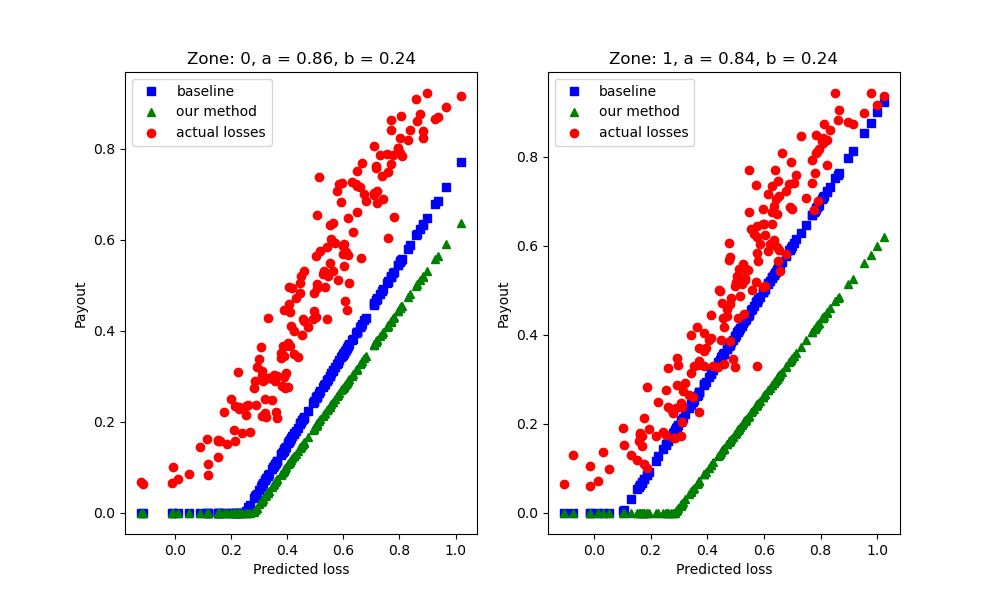 Zone: 0, a = 0.86, b = 0.24
baseline
our method
actual losses
Payout
0.8
0.6
0.4
0.2
0.0
0.0 0.2 0.4 0.6 0.8 1.0
Predicted loss
Zone: 1, a = 0.84, b = 0.24
baseline
our method
actual losses
Payout
0.8
0.6
0.4
0.2
0.0
0.0 0.2 0.4 0.6 0.8 1.0
Predicted loss